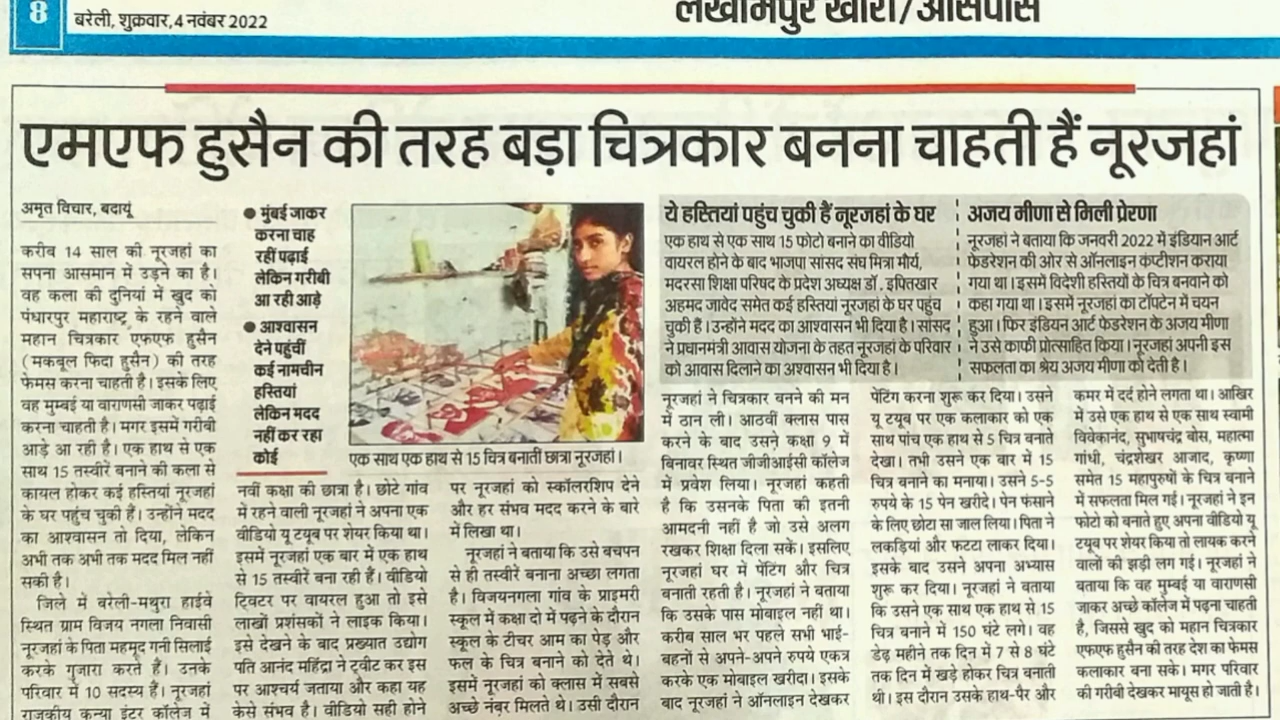 8
बरेली, शुक्रवार, 4 नवंबर 2022
लखीमपुर खीरी/आसपास
एमएफ हुसैन की तरह बड़ा चित्रकार बनना चाहती हैं नूरजहां
अमृत विचार, बदायूं
करीब 14 साल की नूरजहां का
सपना आसमान में उड़ने का है।
वह कला की दुनियां में खुद को
पंधारपुर महाराष्ट्र के रहने वाले
महान चित्रकार एफएफ हुसैन
(मकबूल फिदा हुसैन) की तरह
फेमस करना चाहती है। इसके लिए
वह मुम्बई या वाराणसी जाकर पढ़ाई
करना चाहती है। मगर इसमें गरीबी
आड़े आ रही है। एक हाथ से एक
साथ 15 तस्वीरें बनाने की कला से
कायल होकर कई हस्तियां नूरजहां
के घर पहुंच चुकी हैं। उन्होंने मदद
का आश्वासन तो दिया, लेकिन
अभी तक अभी तक मदद मिल नहीं
सकी है।
जिले में बरेली-मथुरा हाईवे
स्थित ग्राम विजय नगला निवासी
नूरजहां के पिता महमूद गनी सिलाई
करके गुजारा करते हैं। उनके
परिवार में 10 सदस्य हैं। नूरजहां
राजकीय कन्या इंटर कॉलेज में
● मुंबई जाकर
करना चाह
रहीं पढ़ाई
लेकिन गरीबी
आ रही आड़े
● आश्वासन
देने पहुंचीं
कई नामचीन
हस्तियां
लेकिन मदद
नहीं कर रहा
कोई
एक साथ एक हाथ से 15 चित्र बनातीं छात्रा नूरजहां।
नवीं कक्षा की छात्रा है। छोटे गांव
में रहने वाली नूरजहां ने अपना एक
वीडियो यू टयूब पर शेयर किया था।
इसमें नूरजहां एक बार में एक हाथ
से 15 तस्वीरें बना रही हैं। वीडियो
ट्विटर पर वायरल हुआ तो इसे
लाखों प्रशंसकों ने लाइक किया।
इसे देखने के बाद प्रख्यात उद्योग
पति आनंद महिंद्रा ने ट्वीट कर इस
पर आश्चर्य जताया और कहा यह
केसे संभव है। वीडियो सही होने
पर नूरजहां को स्कॉलरशिप देने
और हर संभव मदद करने के बारे
में लिखा था।
नूरजहां ने बताया कि उसे बचपन
से ही तस्वीरें बनाना अच्छा लगता
है। विजयनगला गांव के प्राइमरी
स्कूल में कक्षा दो में पढ़ने के दौरान
स्कूल के टीचर आम का पेड़ और
फल के चित्र बनाने को देते थे।
इसमें नूरजहां को क्लास में सबसे
अच्छे नंबर मिलते थे। उसी दौरान
ये हस्तियां पहुंच चुकी हैं नूरजहां के घर
एक हाथ से एक साथ 15 फोटो बनाने का वीडियो
वायरल होने के बाद भाजपा सांसद संघ मित्रा मौर्य,
मदरसा शिक्षा परिषद के प्रदेश अध्यक्ष डॉ. इफ्तिखार
अहमद जावेद समेत कई हस्तियां नूरजहां के घर पहुंच
चुकी है। उन्होंने मदद का आश्वासन भी दिया है। सांसद
ने प्रधानमंत्री आवास योजना के तहत नूरजहां के परिवार
को आवास दिलाने का अश्वासन भी दिया है।
अजय मीणा से मिली प्रेरणा
नूरजहां ने बताया कि जनवरी 2022 में इंडियान आर्ट
फेडरेशन की ओर से ऑनलाइन कंप्टीशन कराया
गया था। इसमें विदेशी हस्तियों के चित्र बनवाने को
कहा गया था। इसमें नूरजहां का टॉपटेन में चयन
हुआ। फिर इंडियन आर्ट फेडरेशन के अजय मीणा
ने उसे काफी प्रोत्साहित किया। नूरजहां अपनी इस
सफलता का श्रेय अजय मीणा को देती है।
नूरजहां ने चित्रकार बनने की मन
में ठान ली। आठवीं क्लास पास
करने के बाद उसने कक्षा 9 में
बिनावर स्थित जीजीआईसी कॉलेज
में प्रवेश लिया। नूरजहां कहती
है कि उसनके पिता की इतनी
आमदनी नहीं है जो उसे अलग
रखकर शिक्षा दिला सकें। इसलिए
नूरजहां घर में पेंटिंग और चित्र
बनाती रहती है। नूरजहां ने बताया
कि उसके पास मोबाइल नहीं था।
करीब साल भर पहले सभी भाई-
बहनों से अपने-अपने रुपये एकत्र
करके एक मोबाइल खरीदा। इसके
बाद नूरजहां ने ऑनलाइन देखकर
पेंटिंग करना शुरू कर दिया। उसने
यू टयूब पर एक कलाकार को एक
साथ पांच एक हाथ से 5 चित्र बनाते
देखा। तभी उसने एक बार में 15
चित्र बनाने का मनाया। उसने 5-5
रुपये के 15 पेन खरीदे। पेन फंसाने
के लिए छोटा सा जाल लिया। पिता ने
लकड़ियां और फटटा लाकर दिया।
इसके बाद उसने अपना अभ्यास
शुरू कर दिया। नूरजहां ने बताया
कि उसने एक साथ एक हाथ से 15
चित्र बनाने में 150 घंटे लगे। वह
डेढ़ महीने तक दिन में 7 से 8 घंटे
तक दिन में खड़े होकर चित्र बनाती
थी। इस दौरान उसके हाथ-पैर और
कमर में दर्द होने लगता था। आखिर
में उसे एक हाथ से एक साथ स्वामी
विवेकानंद, सुभाषचंद्र बोस, महात्मा
गांधी, चंद्रशेखर आजाद, कृष्णा
समेत 15 महापुरुषों के चित्र बनाने
में सफलता मिल गई। नूरजहां ने इन
फोटो को बनाते हुए अपना वीडियो यू
टयूब पर शेयर किया तो लायक करने
वालों की झड़ी लग गई। नूरजहां ने
बताया कि वह मुम्बई या वाराणसी
जाकर अच्छे कॉलेज में पढ़ना चाहती
है, जिससे खुद को महान चित्रकार
एफएफ हुसैन की तरह देश का फेमस
कलाकार बना सके। मगर परिवार
की गरीबी देखकर मायूस हो जाती है।